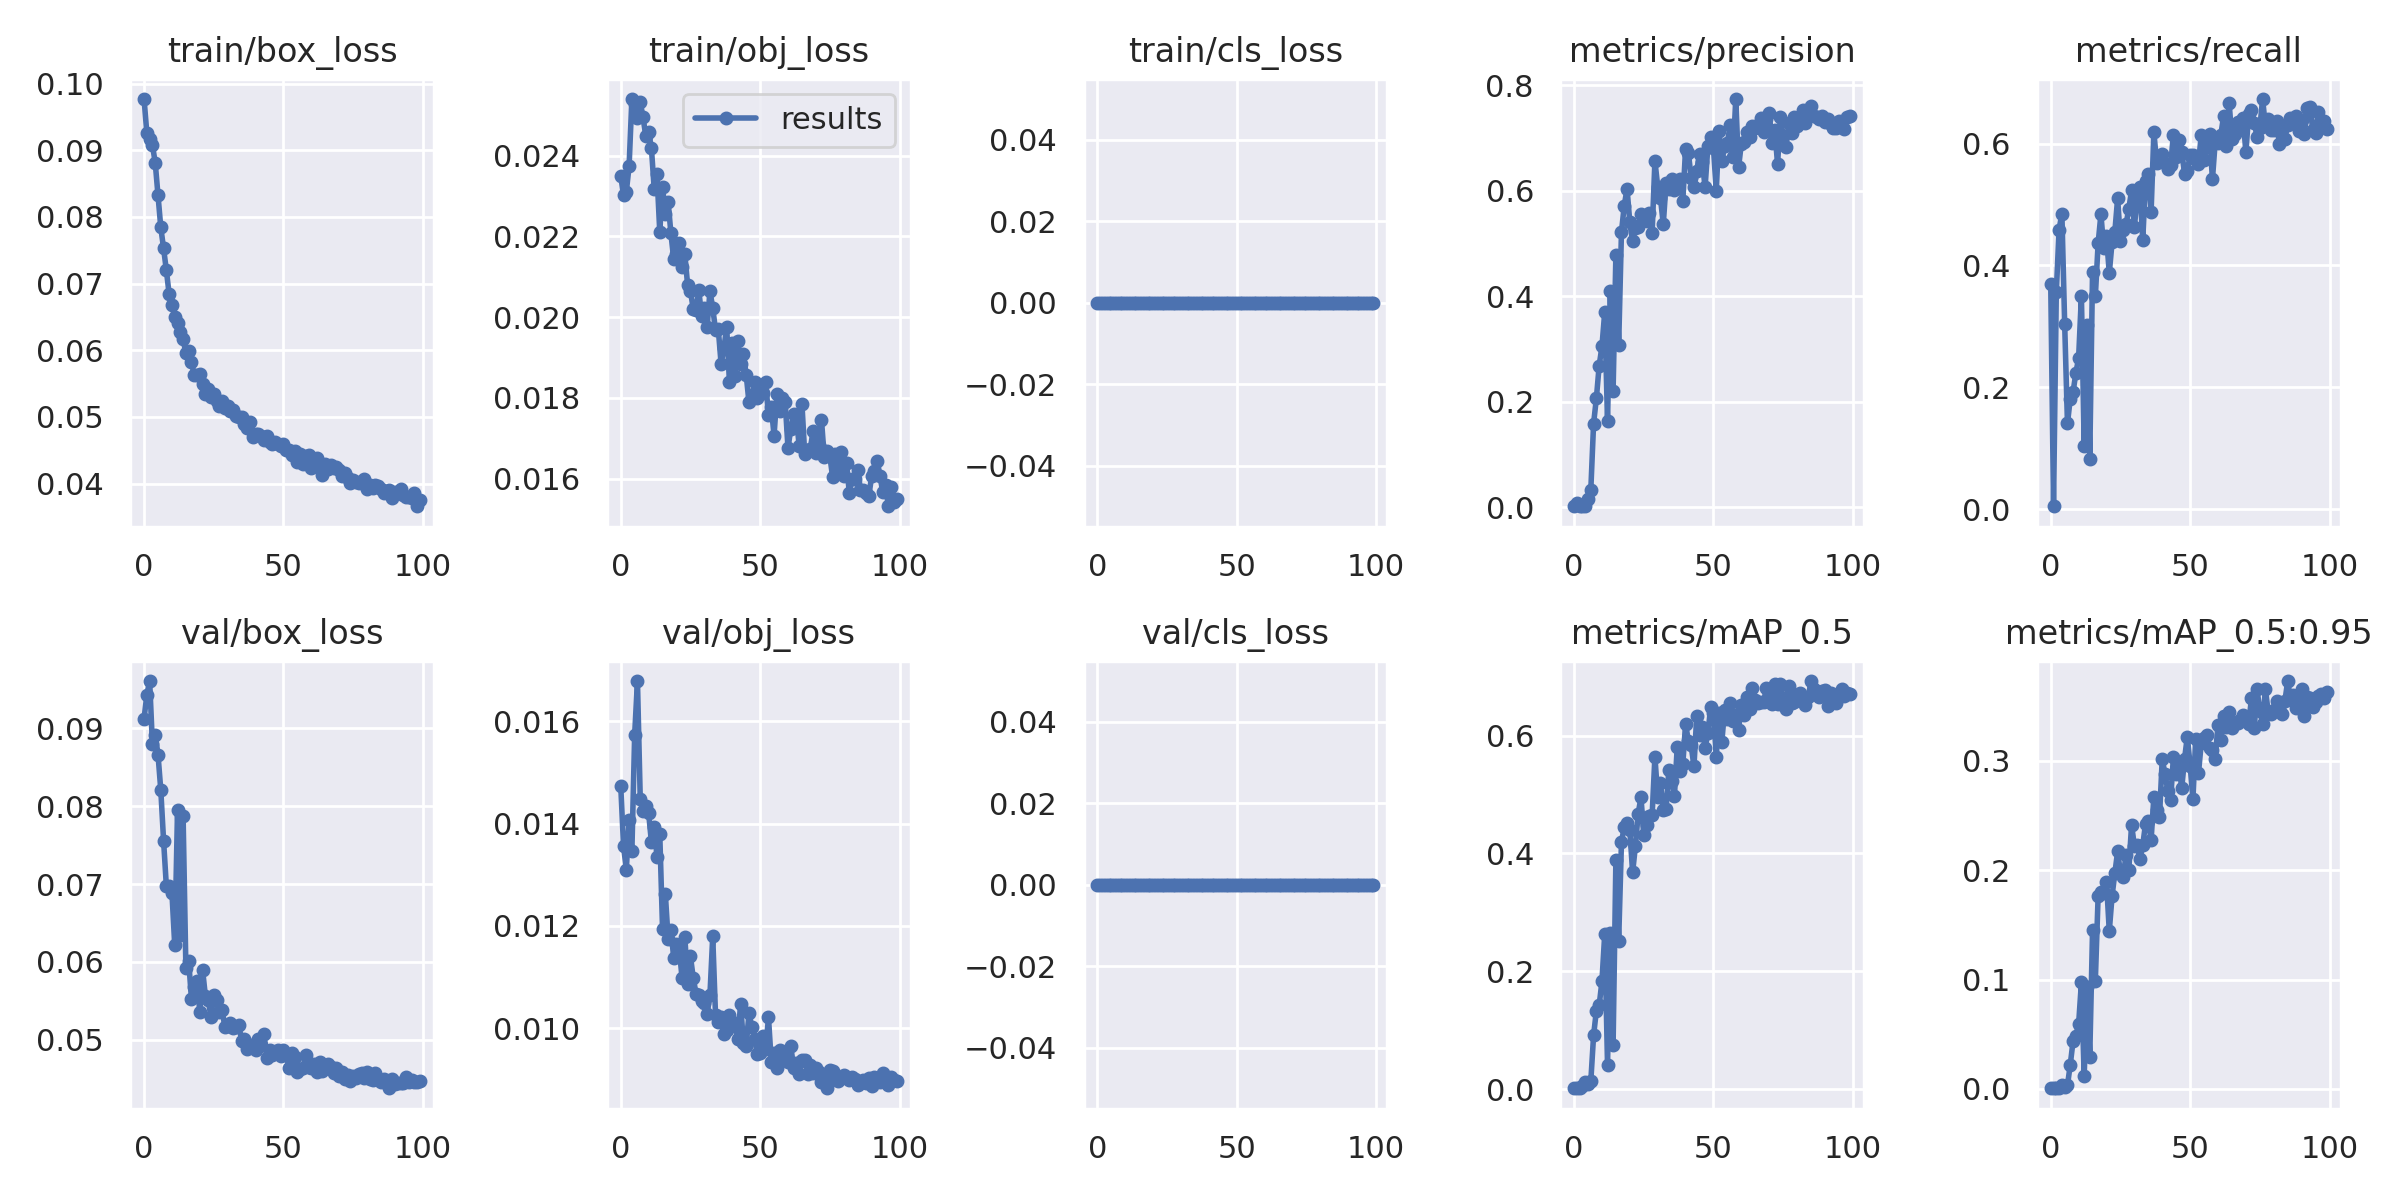 train/box_loss
0.10
0.09
0.08
0.07
0.06
0.05
0.04
0 50 100
train/obj_loss
results
0.024
0.022
0.020
0.018
0.016
0 50 100
train/cls_loss
0.04
0.02
0.00
−0.02
−0.04
0 50 100
metrics/precision
0.8
0.6
0.4
0.2
0.0
0 50 100
metrics/recall
0.6
0.4
0.2
0.0
0 50 100
val/box_loss
0.09
0.08
0.07
0.06
0.05
0 50 100
val/obj_loss
0.016
0.014
0.012
0.010
0 50 100
val/cls_loss
0.04
0.02
0.00
−0.02
−0.04
0 50 100
metrics/mAP_0.5
0.6
0.4
0.2
0.0
0 50 100
metrics/mAP_0.5:0.95
0.3
0.2
0.1
0.0
0 50 100